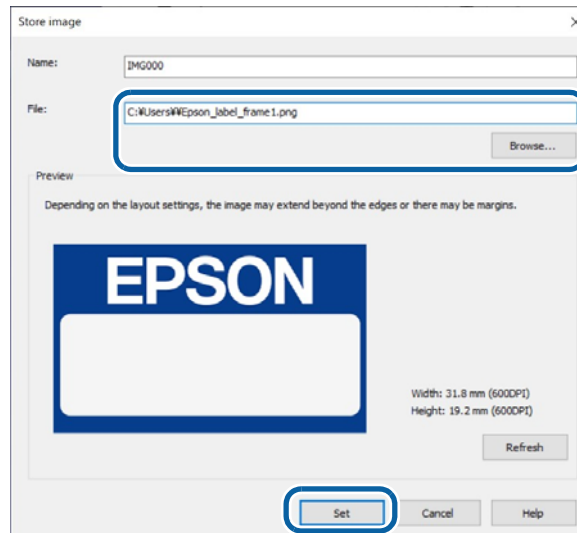 Store image
Name:
IMG000
File:
C:¥Users¥¥Epson_label_frame1.png
Browse...
Preview
Depending on the layout settings, the image may extend beyond the edges or there may be margins.
EPSON
Width: 31.8 mm (600DPI)
Height: 19.2 mm (600DPI)
Refresh
Set
Cancel
Help